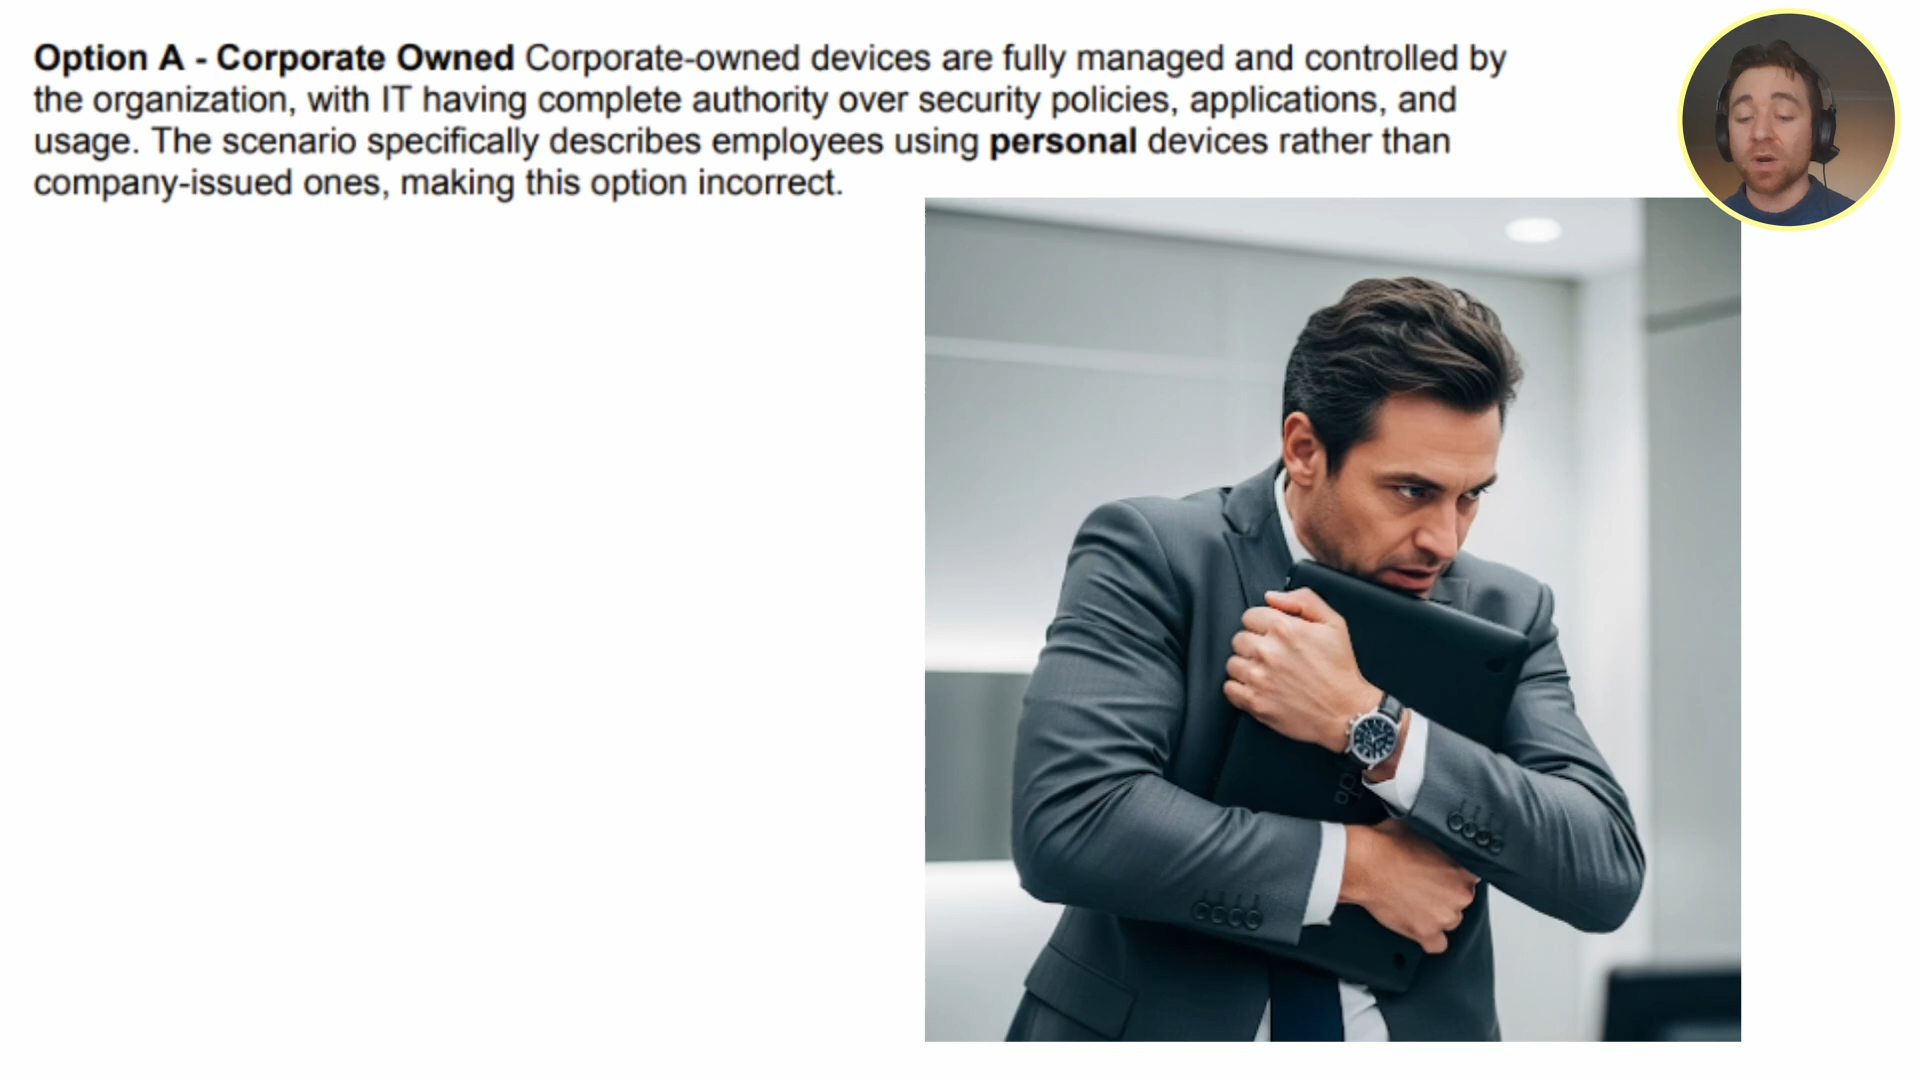 Option A - Corporate Owned Corporate-owned devices are fully managed and controlled by
the organization, with IT having complete authority over security policies, applications, and
usage. The scenario specifically describes employees using personal devices rather than
company-issued ones, making this option incorrect.